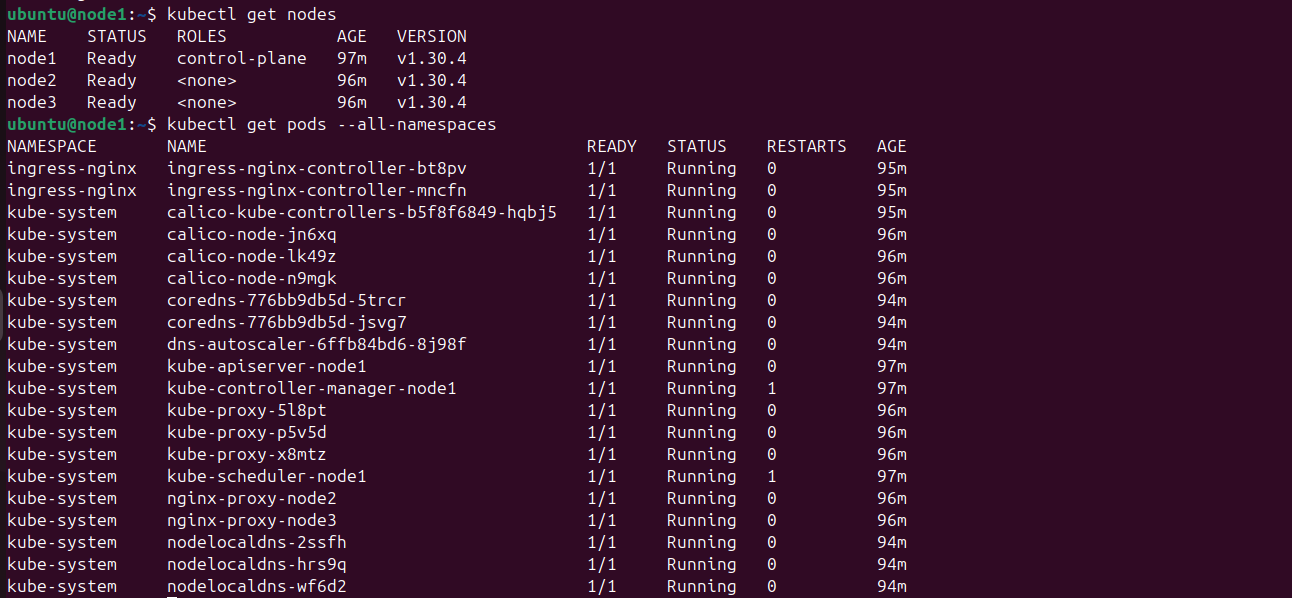 ubuntu@node1:~$ kubectl get nodes
NAME    STATUS   ROLES           AGE   VERSION
node1   Ready    control-plane   97m   v1.30.4
node2   Ready    <none>          96m   v1.30.4
node3   Ready    <none>          96m   v1.30.4
ubuntu@node1:~$ kubectl get pods --all-namespaces
NAMESPACE       NAME                                      READY   STATUS    RESTARTS   AGE
ingress-nginx   ingress-nginx-controller-bt8pv            1/1     Running   0          95m
ingress-nginx   ingress-nginx-controller-mncfn            1/1     Running   0          95m
kube-system     calico-kube-controllers-b5f8f6849-hqbj5   1/1     Running   0          95m
kube-system     calico-node-jn6xq                         1/1     Running   0          96m
kube-system     calico-node-lk49z                         1/1     Running   0          96m
kube-system     calico-node-n9mgk                         1/1     Running   0          96m
kube-system     coredns-776bb9db5d-5trcr                  1/1     Running   0          94m
kube-system     coredns-776bb9db5d-jsvg7                  1/1     Running   0          94m
kube-system     dns-autoscaler-6ffb84bd6-8j98f            1/1     Running   0          94m
kube-system     kube-apiserver-node1                      1/1     Running   0          97m
kube-system     kube-controller-manager-node1             1/1     Running   1          97m
kube-system     kube-proxy-5l8pt                          1/1     Running   0          96m
kube-system     kube-proxy-p5v5d                          1/1     Running   0          96m
kube-system     kube-proxy-x8mtz                          1/1     Running   0          96m
kube-system     kube-scheduler-node1                      1/1     Running   1          97m
kube-system     nginx-proxy-node2                         1/1     Running   0          96m
kube-system     nginx-proxy-node3                         1/1     Running   0          96m
kube-system     nodelocaldns-2ssfh                        1/1     Running   0          94m
kube-system     nodelocaldns-hrs9q                        1/1     Running   0          94m
kube-system     nodelocaldns-wf6d2                        1/1     Running   0          94m